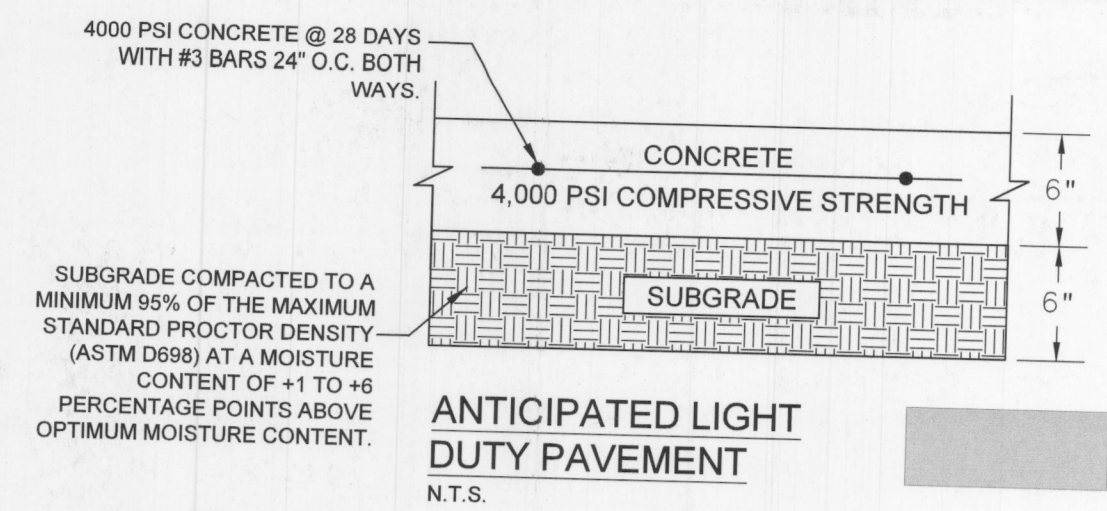 4000 PSI CONCRETE @ 28 DAYS
WITH #3 BARS 24" O.C. BOTH
WAYS.
CONCRETE
4,000 PSI COMPRESSIVE STRENGTH
6"
SUBGRADE COMPACTED TO A
MINIMUM 95% OF THE MAXIMUM
STANDARD PROCTOR DENSITY
(ASTM D698) AT A MOISTURE
CONTENT OF +1 TO +6
PERCENTAGE POINTS ABOVE
OPTIMUM MOISTURE CONTENT.
SUBGRADE
6"
ANTICIPATED LIGHT
DUTY PAVEMENT
N.T.S.